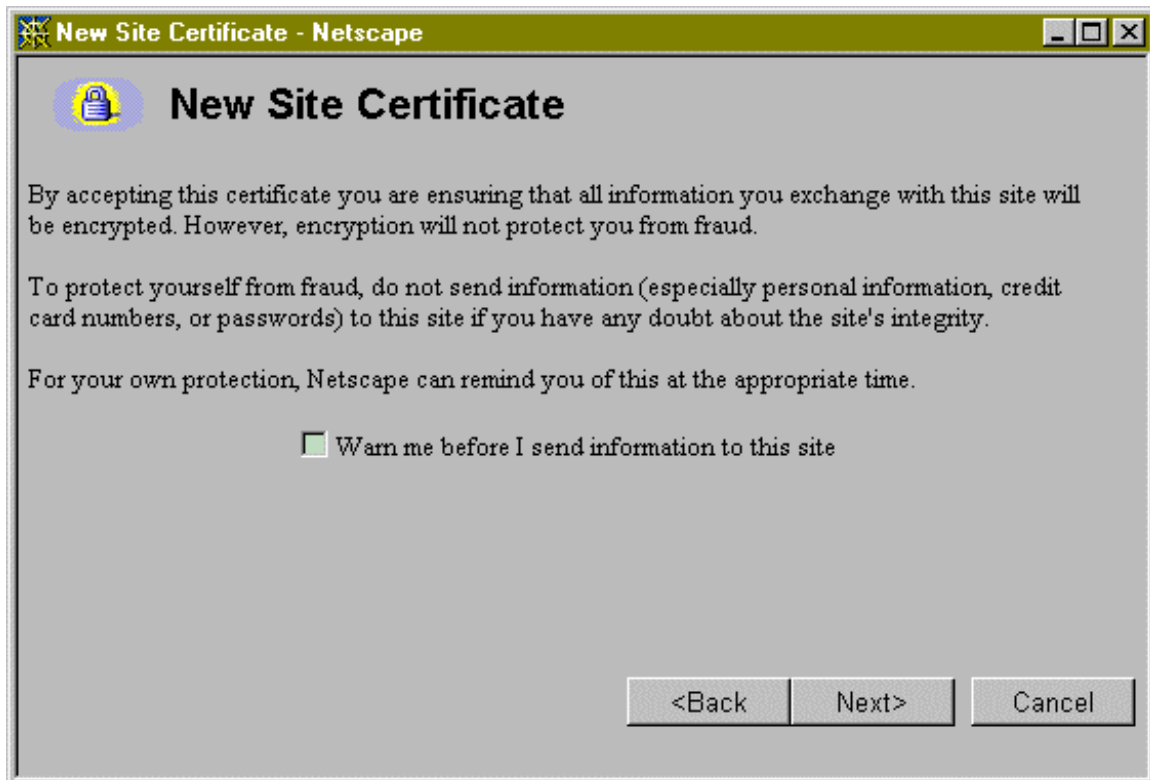 New Site Certificate - Netscape
New Site Certificate
By accepting this certificate you are ensuring that all information you exchange with this site will
be encrypted. However, encryption will not protect you from fraud.
To protect yourself from fraud, do not send information (especially personal information, credit
card numbers, or passwords) to this site if you have any doubt about the site's integrity.
For your own protection, Netscape can remind you of this at the appropriate time.
Warn me before I send information to this site
<Back Next> Cancel